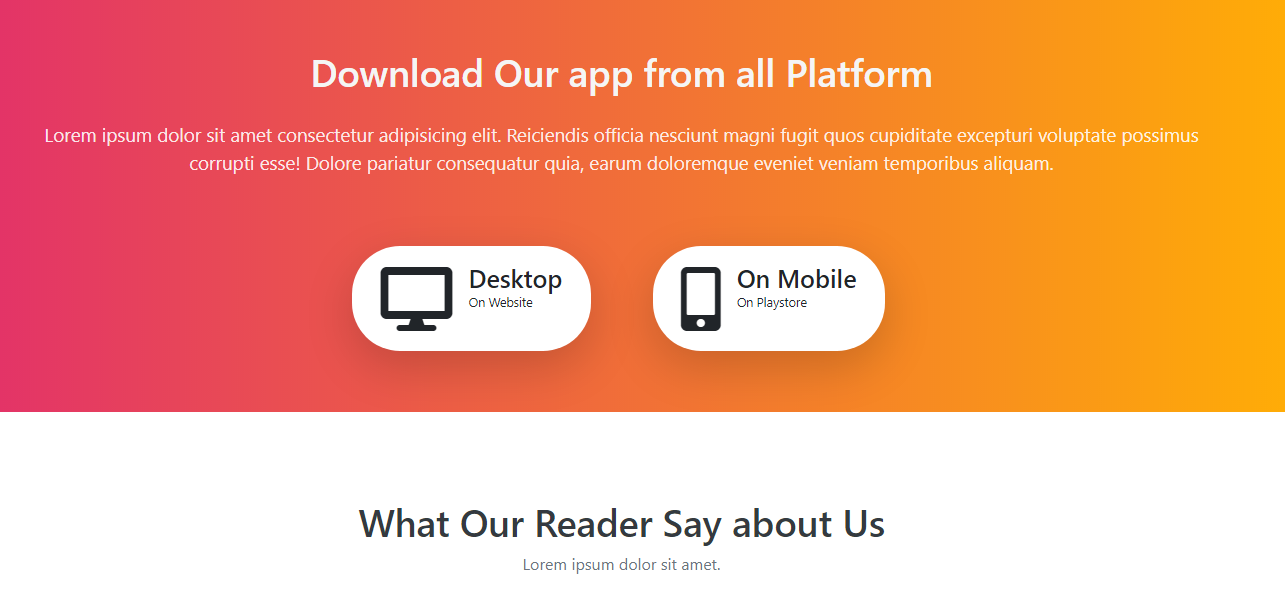 Download Our app from all Platform
Lorem ipsum dolor sit amet consectetur adipisicing elit. Reiciendis officia nesciunt magni fugit quos cupiditate excepturi voluptate possimus
corrupti esse! Dolore pariatur consequatur quia, earum doloremque eveniet veniam temporibus aliquam.
Desktop
On Website
On Mobile
On Playstore
What Our Reader Say about Us
Lorem ipsum dolor sit amet.